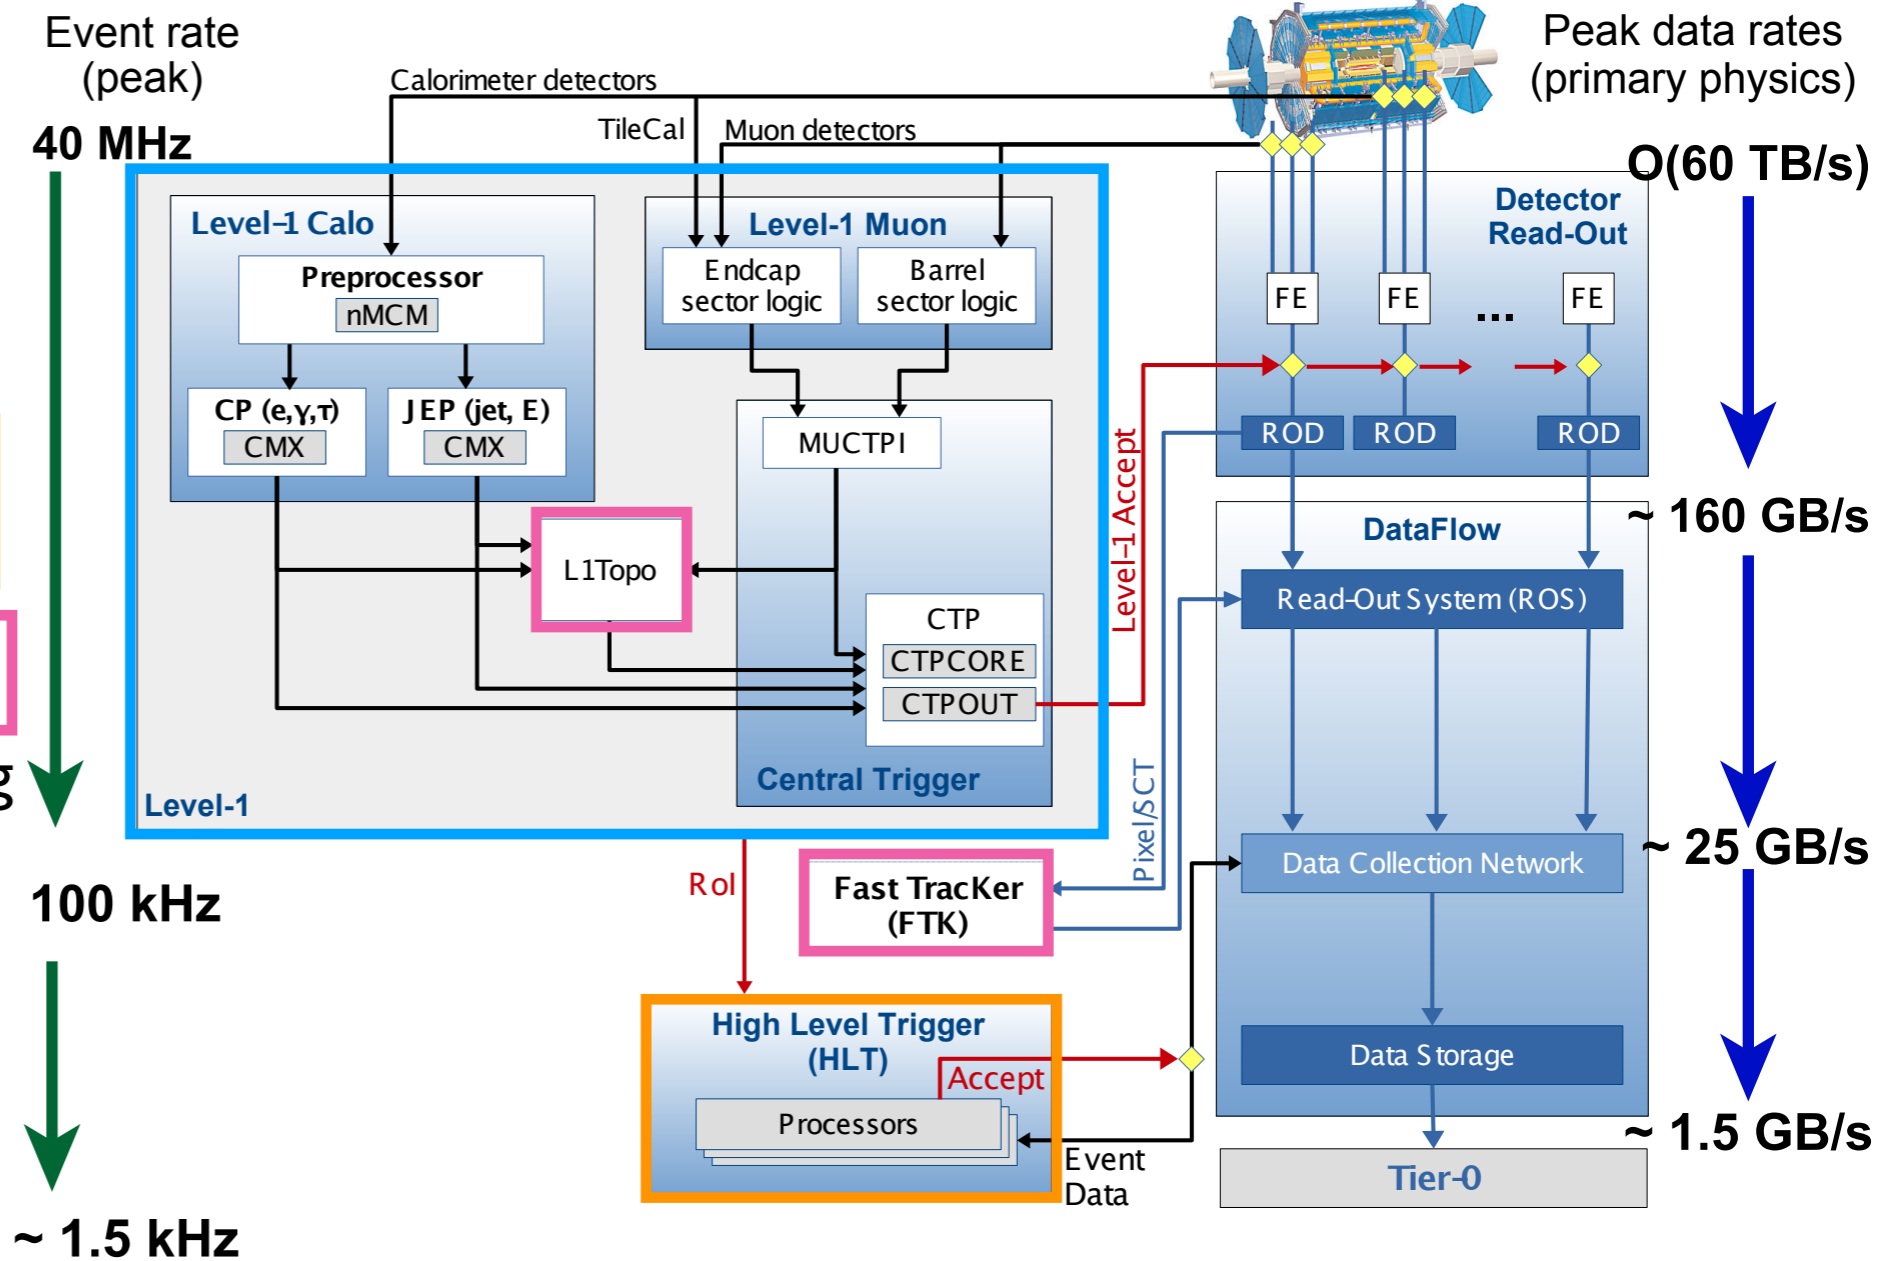 Event rate
(peak)
40 MHz
100 kHz
~ 1.5 kHz
g
Calorimeter detectors
TileCal
Muon detectors
Level-1 Calo
Preprocessor
nMCM
CP (e,γ,τ)
CMX
JEP (jet, E)
CMX
Level-1 Muon
Endcap
sector logic
Barrel
sector logic
MUCTPI
L1Topo
CTP
CTPCORE
CTPOUT
Central Trigger
Level-1
Level-1 Accept
RoI
Fast TracKer
(FTK)
Pixel/SCT
High Level Trigger
(HLT)
Accept
Processors
Event
Data
Peak data rates
(primary physics)
O(60 TB/s)
Detector
Read-Out
FE
FE
...
FE
ROD
ROD
ROD
~ 160 GB/s
DataFlow
Read-Out System (ROS)
~ 25 GB/s
Data Collection Network
Data Storage
~ 1.5 GB/s
Tier-0